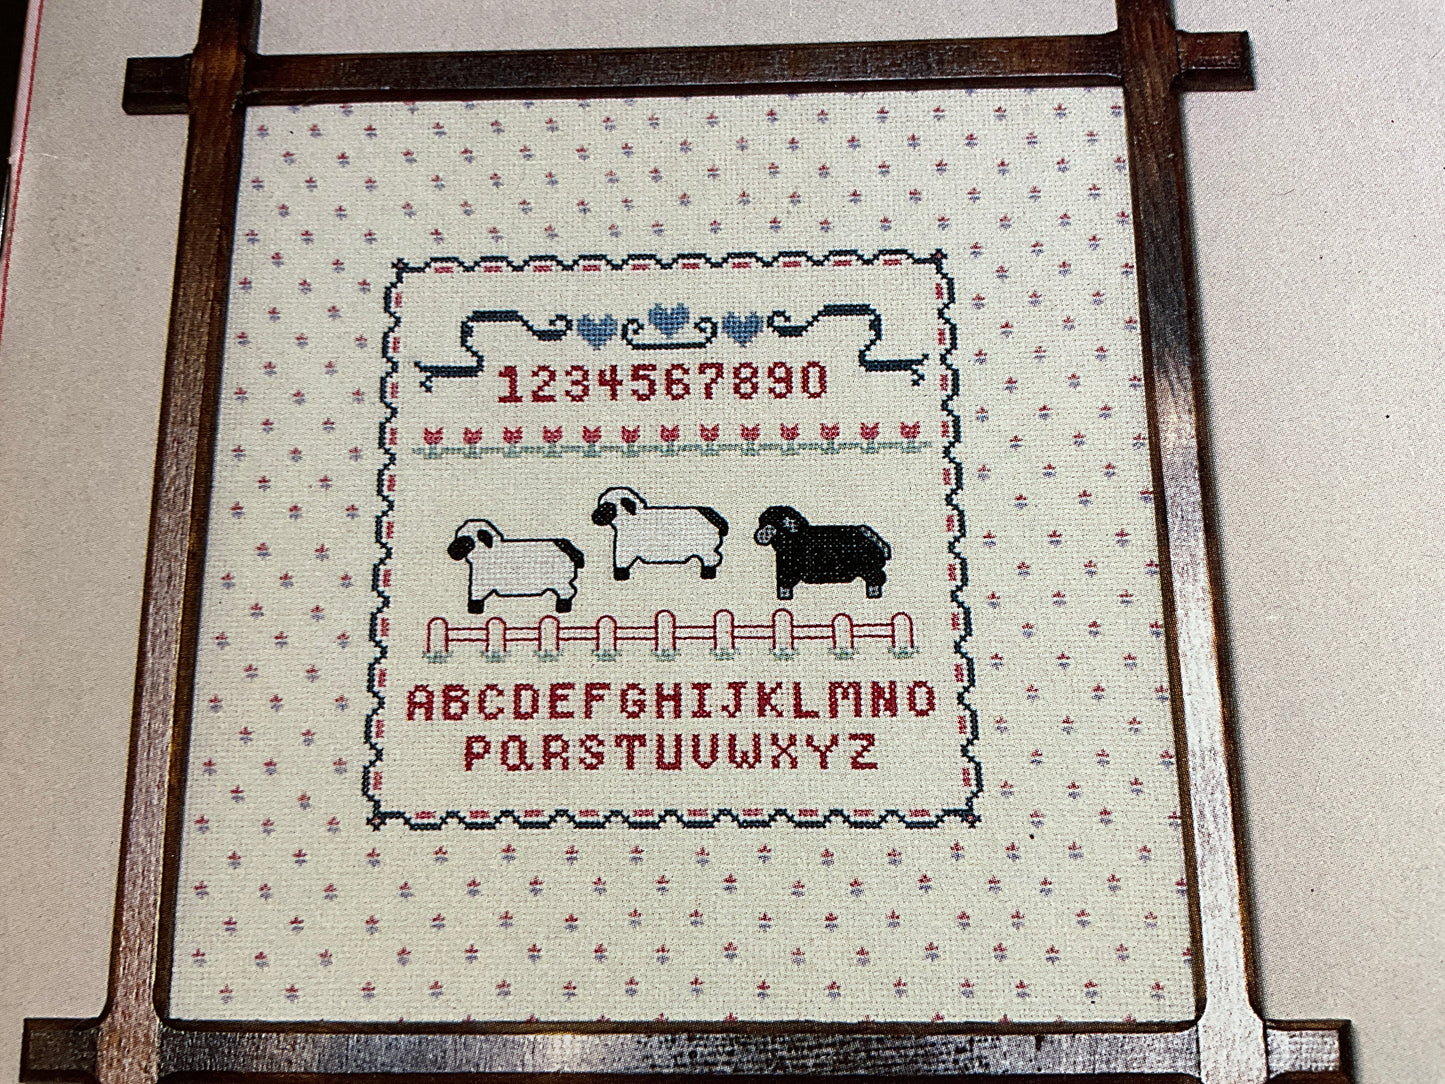 1234567890
ABCDEFGHIJKLMNO
PQRSTUVWXYZ